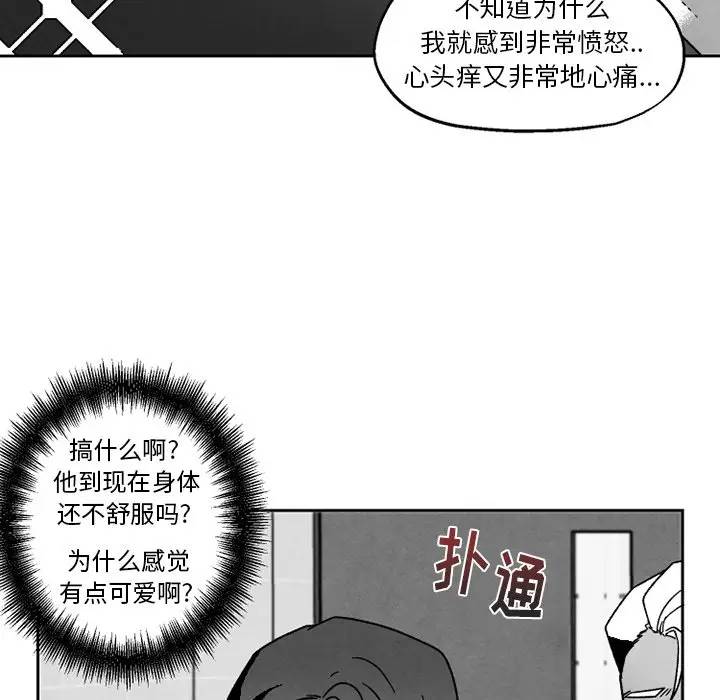 不知道为什么
我就感到非常愤怒..
心头痒又非常地心痛...
搞什么啊?
他到现在身体
还不舒服吗?
为什么感觉
有点可爱啊?
扑通